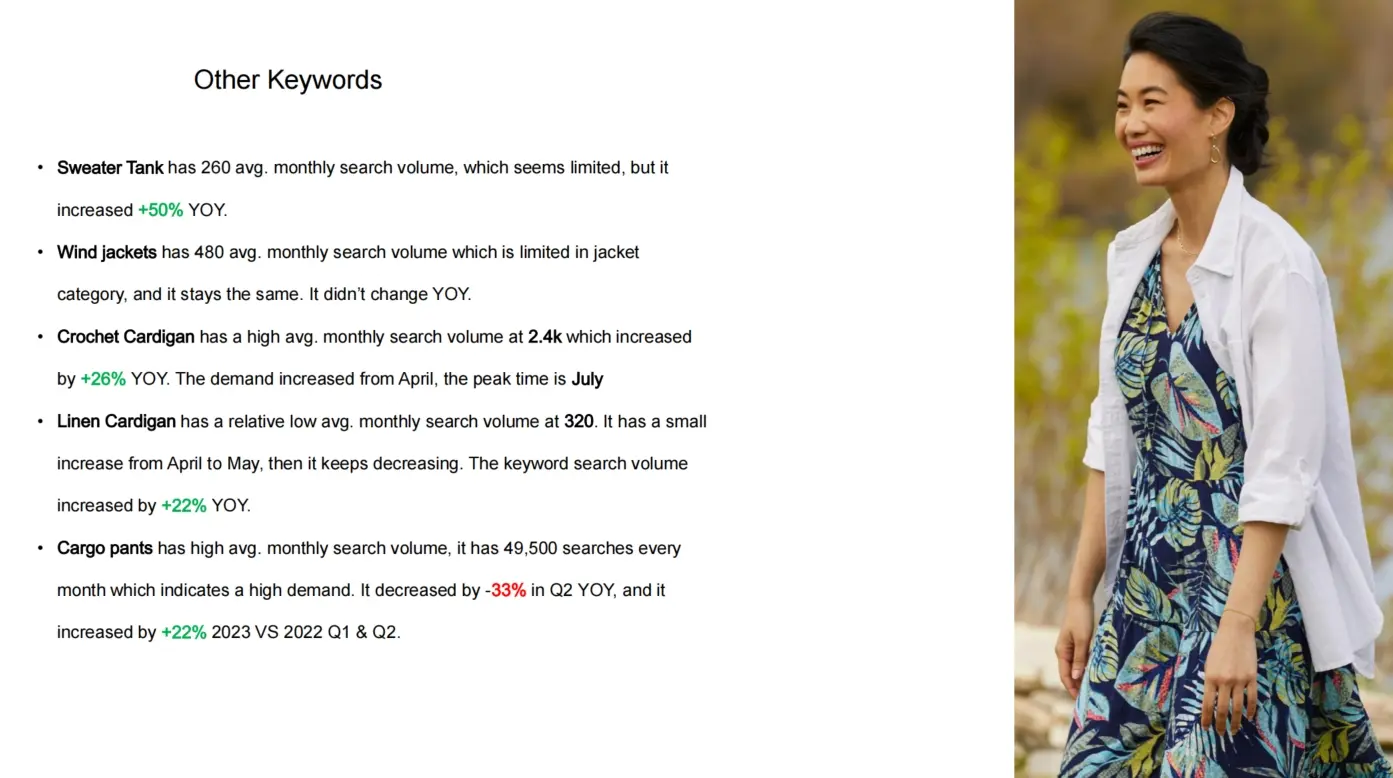 Other Keywords
• Sweater Tank has 260 avg. monthly search volume, which seems limited, but it
increased +50% YOY.
• Wind jackets has 480 avg. monthly search volume which is limited in jacket
category, and it stays the same. It didn’t change YOY.
• Crochet Cardigan has a high avg. monthly search volume at 2.4k which increased
by +26% YOY. The demand increased from April, the peak time is July
• Linen Cardigan has a relative low avg. monthly search volume at 320. It has a small
increase from April to May, then it keeps decreasing. The keyword search volume
increased by +22% YOY.
• Cargo pants has high avg. monthly search volume, it has 49,500 searches every
month which indicates a high demand. It decreased by -33% in Q2 YOY, and it
increased by +22% 2023 VS 2022 Q1 & Q2.